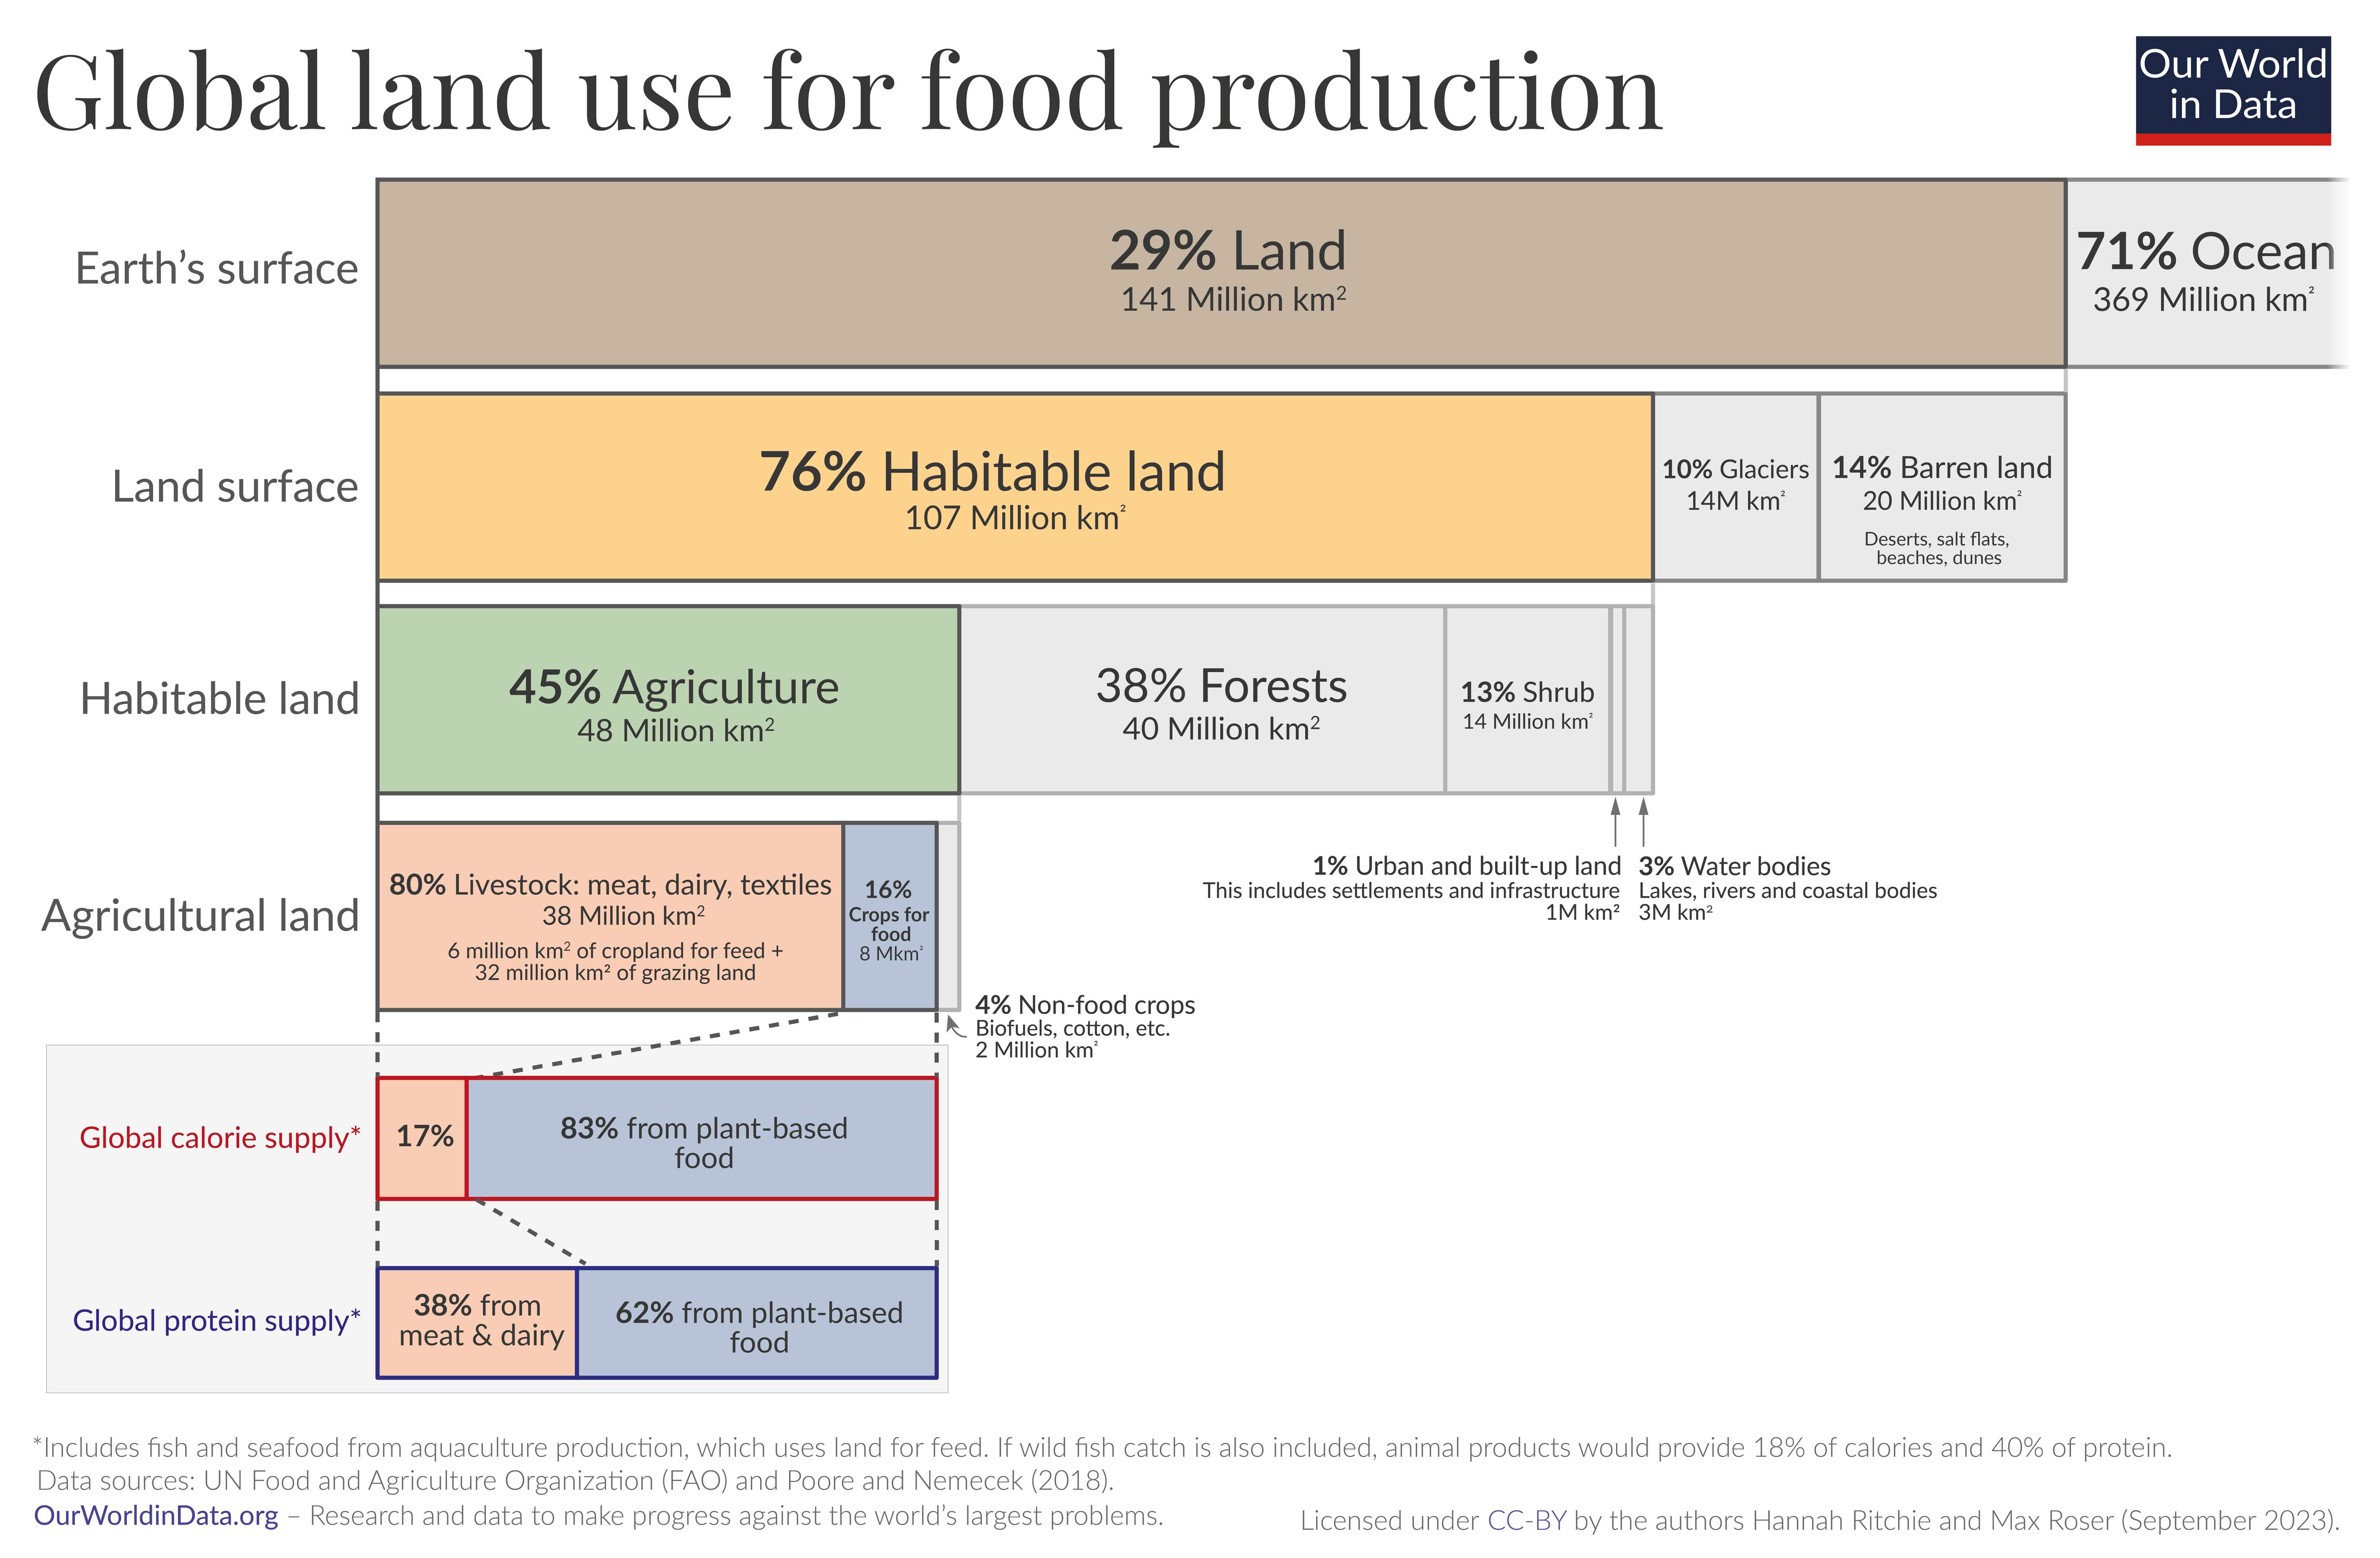 Global land use for food production
Our World
in Data
Earth’s surface
29% Land
141 Million km²
71% Ocean
369 Million km²
Land surface
76% Habitable land
107 Million km²
10% Glaciers
14M km²
14% Barren land
20 Million km²
Deserts, salt flats,
beaches, dunes
Habitable land
45% Agriculture
48 Million km²
38% Forests
40 Million km²
13% Shrub
14 Million km²
1% Urban and built-up land
This includes settlements and infrastructure
1M km²
3% Water bodies
Lakes, rivers and coastal bodies
3M km²
Agricultural land
80% Livestock: meat, dairy, textiles
38 Million km²
6 million km² of cropland for feed +
32 million km² of grazing land
16%
Crops for
food
8 Mkm²
4% Non-food crops
Biofuels, cotton, etc.
2 Million km²
Global calorie supply*
17%
83% from plant-based
food
Global protein supply*
38% from
meat & dairy
62% from plant-based
food
*Includes fish and seafood from aquaculture production, which uses land for feed. If wild fish catch is also included, animal products would provide 18% of calories and 40% of protein.
Data sources: UN Food and Agriculture Organization (FAO) and Poore and Nemecek (2018).
OurWorldinData.org – Research and data to make progress against the world’s largest problems.
Licensed under CC-BY by the authors Hannah Ritchie and Max Roser (September 2023).